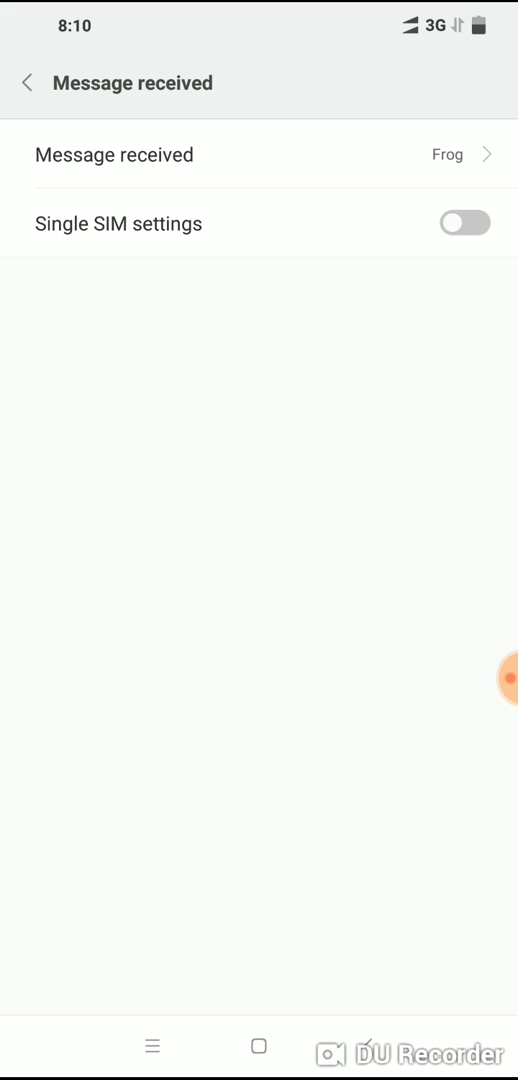 8:10
3G
Message received
Message received
Frog
Single SIM settings
DU Recorder